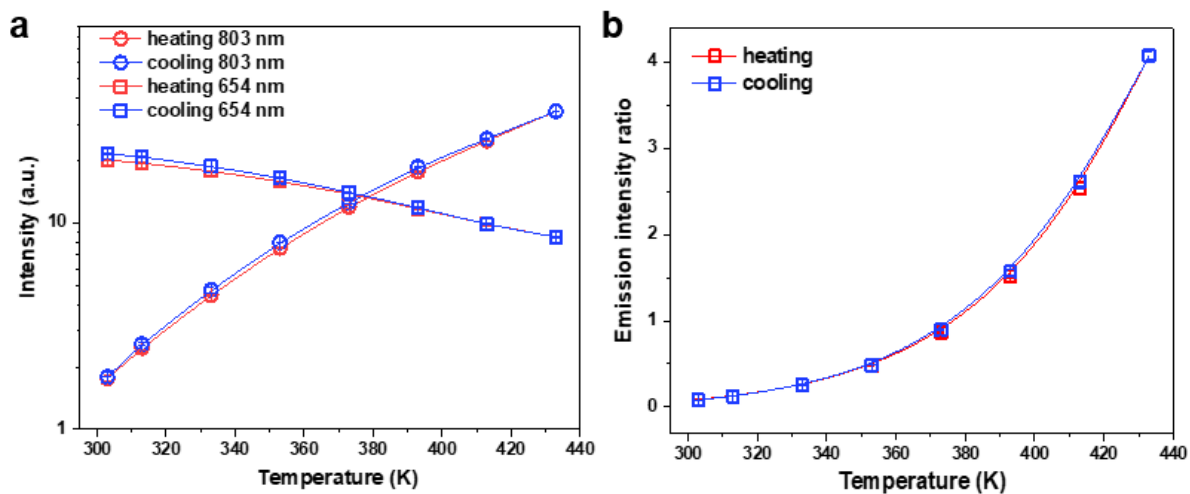 a
heating 803 nm
cooling 803 nm
heating 654 nm
cooling 654 nm
Intensity (a.u.)
10
1
300 320 340 360 380 400 420 440
Temperature (K)
b
heating
cooling
Emission intensity ratio
4
3
2
1
0
300 320 340 360 380 400 420 440
Temperature (K)